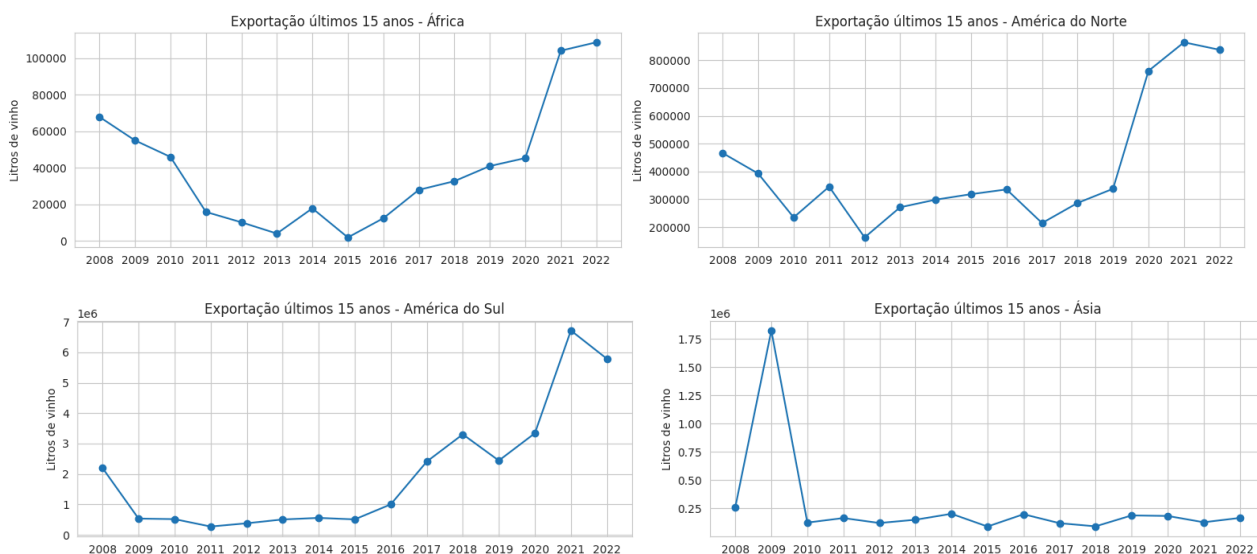 Exportação últimos 15 anos - África
Litros de vinho
100000
80000
60000
40000
20000
0
2008 2009 2010 2011 2012 2013 2014 2015 2016 2017 2018 2019 2020 2021 2022
Exportação últimos 15 anos - América do Norte
Litros de vinho
800000
700000
600000
500000
400000
300000
200000
2008 2009 2010 2011 2012 2013 2014 2015 2016 2017 2018 2019 2020 2021 2022
Exportação últimos 15 anos - América do Sul
1e6
Litros de vinho
7
6
5
4
3
2
1
0
2008 2009 2010 2011 2012 2013 2014 2015 2016 2017 2018 2019 2020 2021 2022
Exportação últimos 15 anos - Ásia
1e6
Litros de vinho
1.75
1.50
1.25
1.00
0.75
0.50
0.25
2008 2009 2010 2011 2012 2013 2014 2015 2016 2017 2018 2019 2020 2021 2022